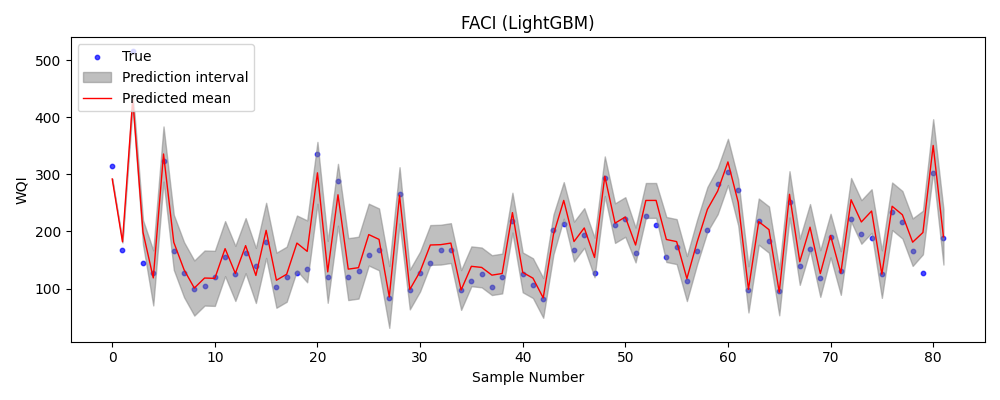 FACI (LightGBM)
True
Prediction interval
Predicted mean
WQI
500
400
300
200
100
0 10 20 30 40 50 60 70 80
Sample Number